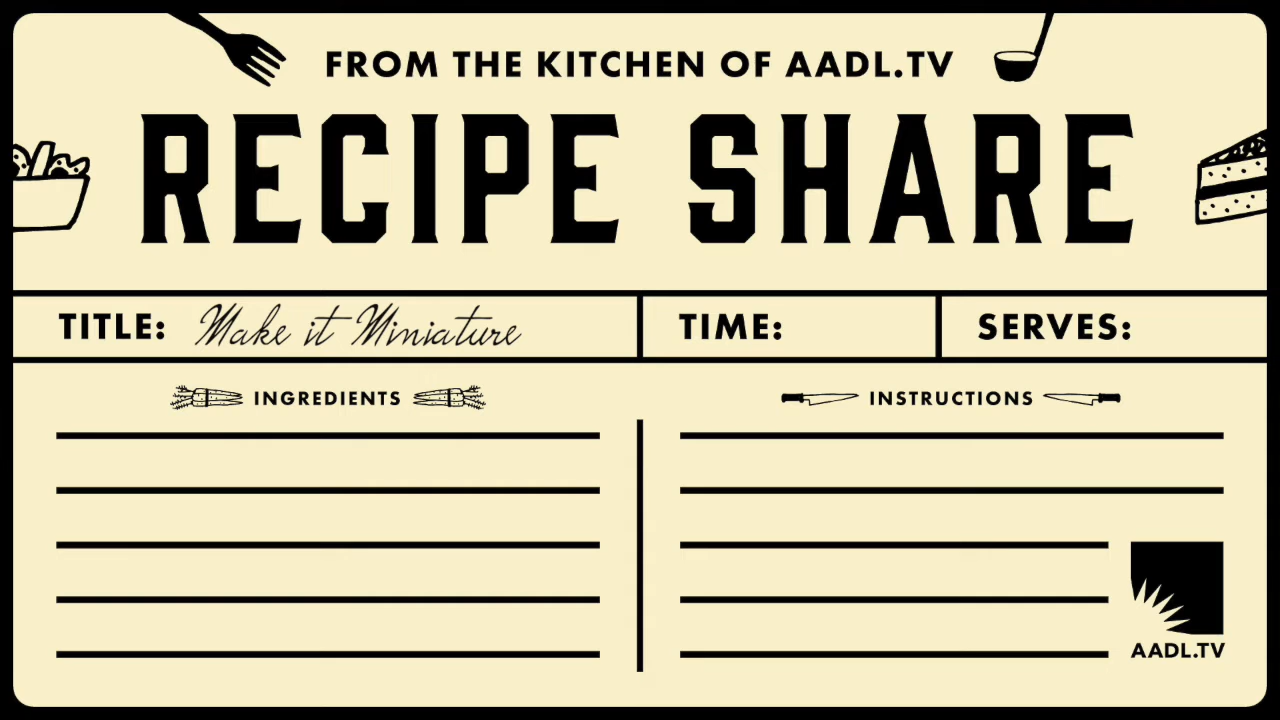 FROM THE KITCHEN OF AADL.TV
RECIPE SHARE
TITLE: Make it Miniature
TIME:
SERVES:
INGREDIENTS
INSTRUCTIONS
AADL.TV